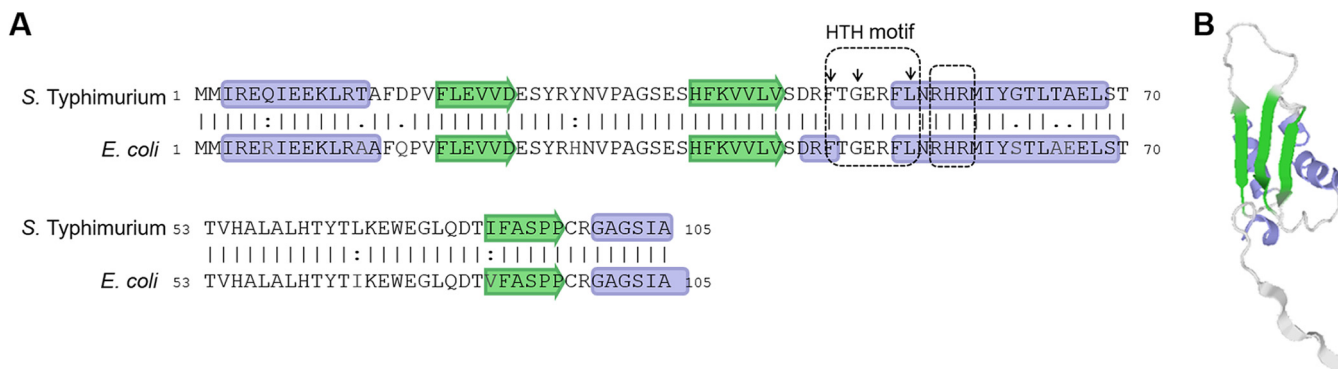 A
B
HTH motif
S. Typhimurium 1 MMIREQIEEKLRTAFDPVFLEVVDESYRYNVPAGSESHFKVVLVSDRFTGERFLNRHRMIYGTLTAELST 70
E. coli 1 MMIRERIEEKLRAAFQPVFLEVVDESYRHNVPAGSESHFKVVLVSDRFTGERFLNRHRMIYSTLAEELST 70
S. Typhimurium 53 TVHALALHTYTLKEWEGLQDTIFASPPCRGAGSIA 105
E. coli 53 TVHALALHTYTIKEWEGLQDTVFASPPCRGAGSIA 105